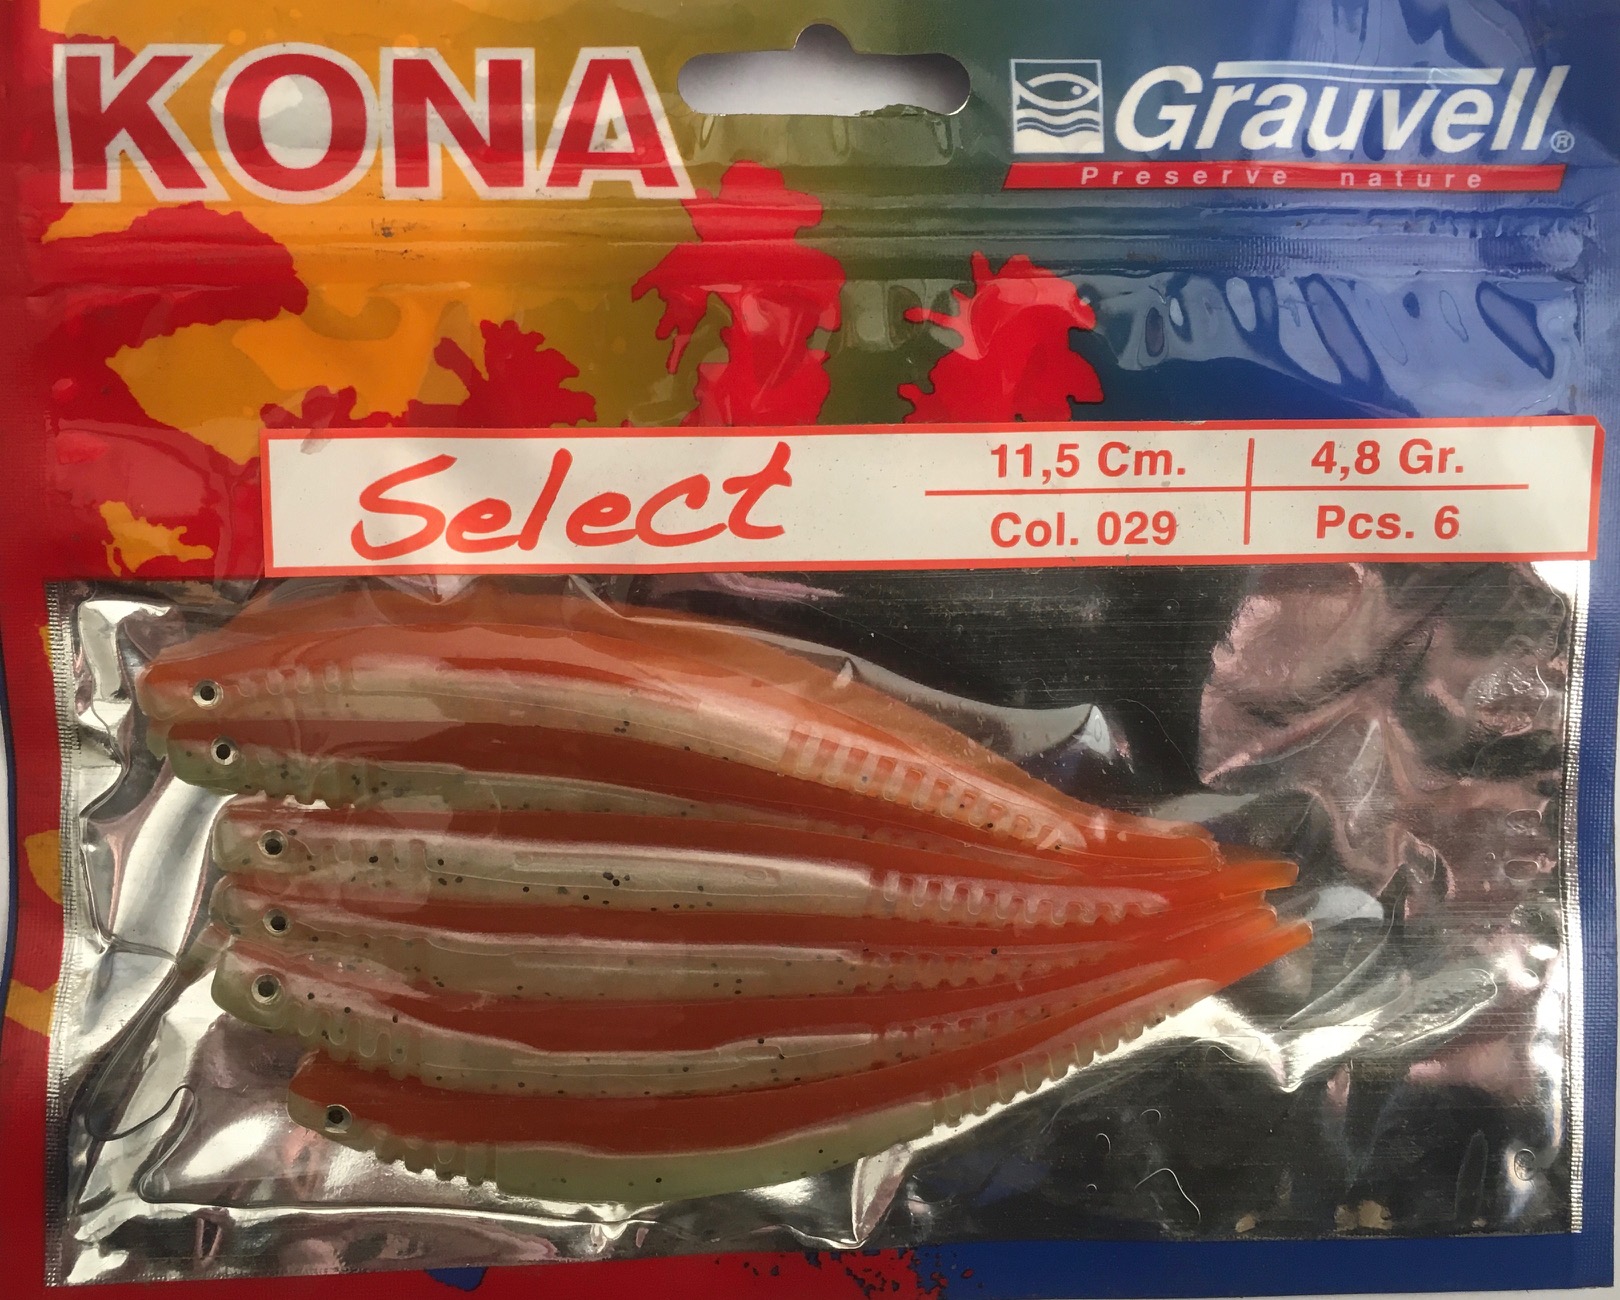 KONA
Grauvell®
Preserve nature
Select
11,5 Cm.
4,8 Gr.
Col. 029
Pcs. 6